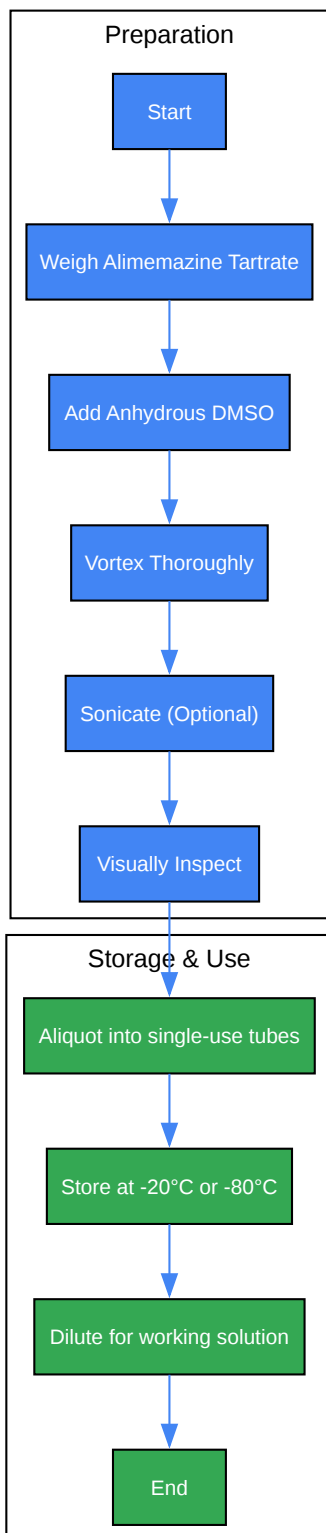 Preparation
Start
Weigh Alimemazine Tartrate
Add Anhydrous DMSO
Vortex Thoroughly
Sonicate (Optional)
Visually Inspect
Storage & Use
Aliquot into single-use tubes
Store at -20°C or -80°C
Dilute for working solution
End